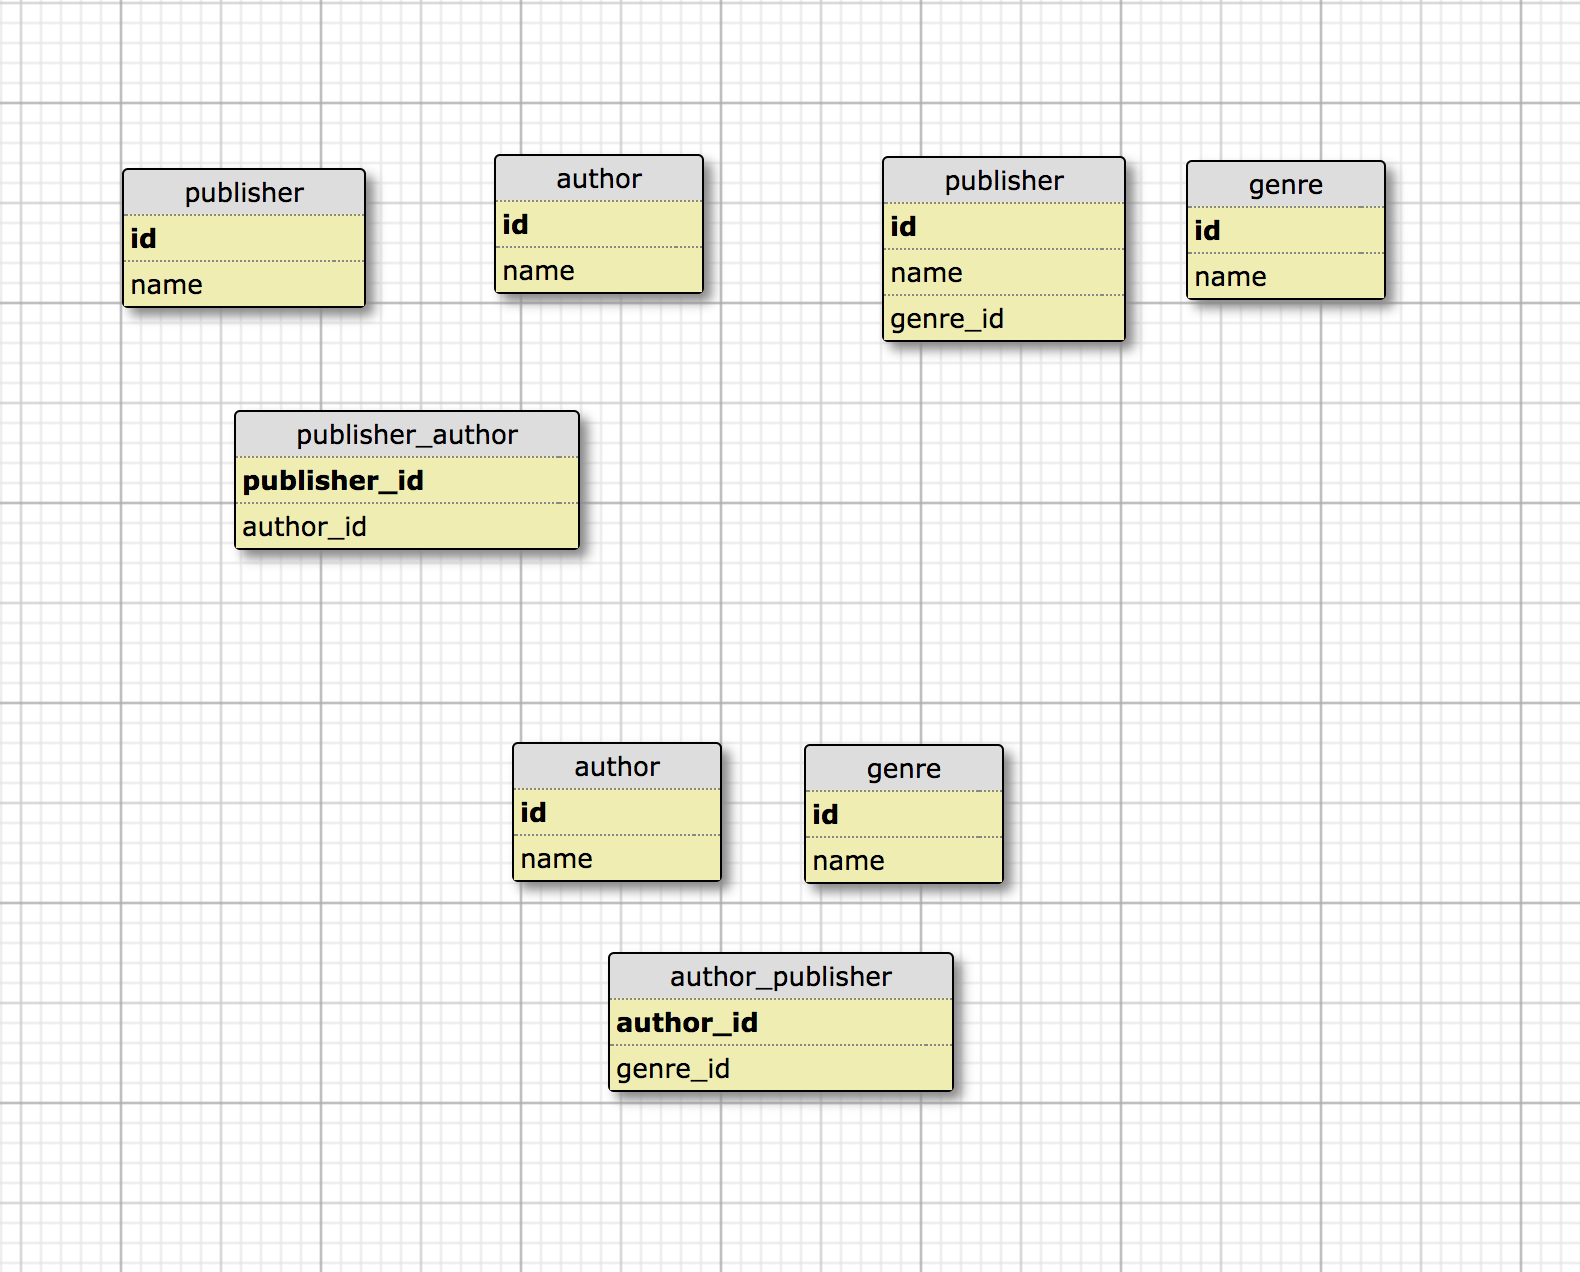 publisher
id
name
author
id
name
publisher
id
name
genre_id
genre
id
name
publisher_author
publisher_id
author_id
author
id
name
genre
id
name
author_publisher
author_id
genre_id